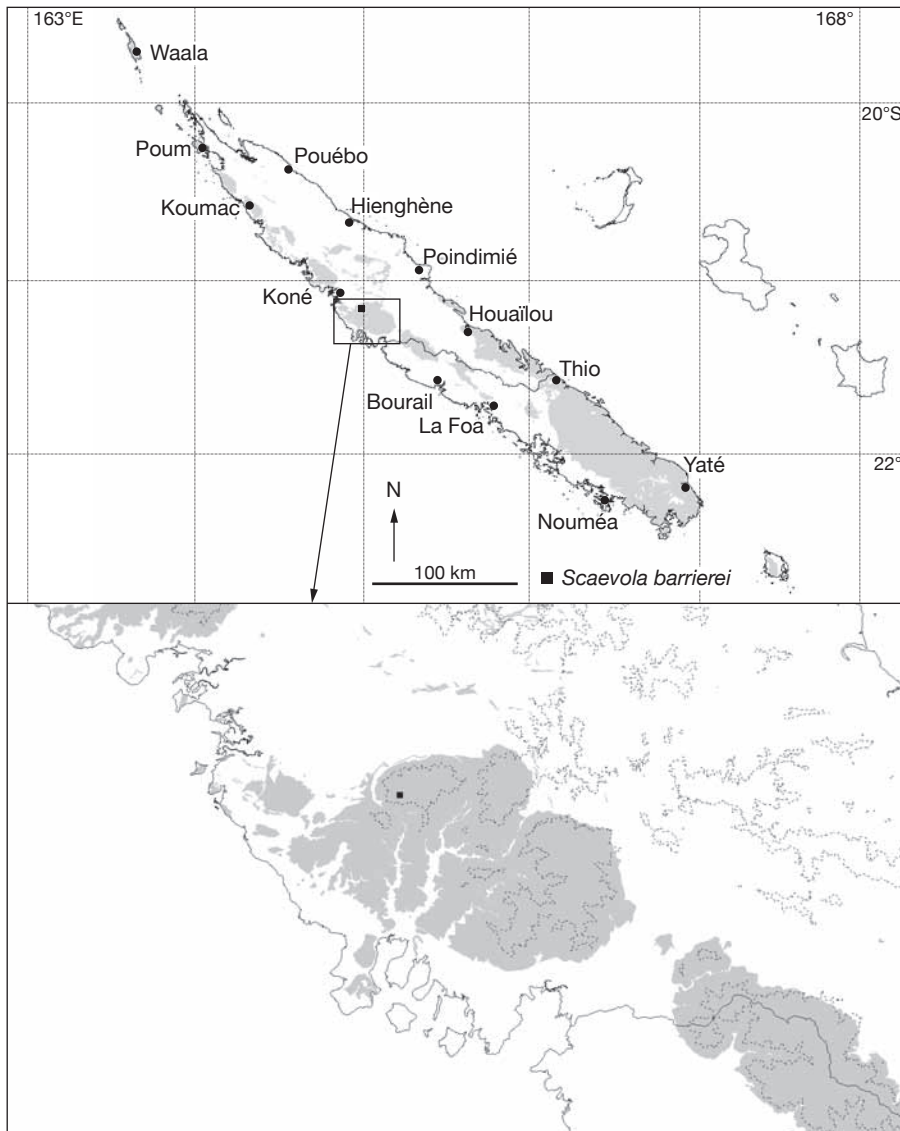 163°E
168°
Waala
20°S
Poum
Pouébo
Koumac
Hienghène
Poindimié
Koné
Houaïlou
Thio
Bourail
La Foa
22°
Yaté
N
Nouméa
100 km
Scaevola barrierei